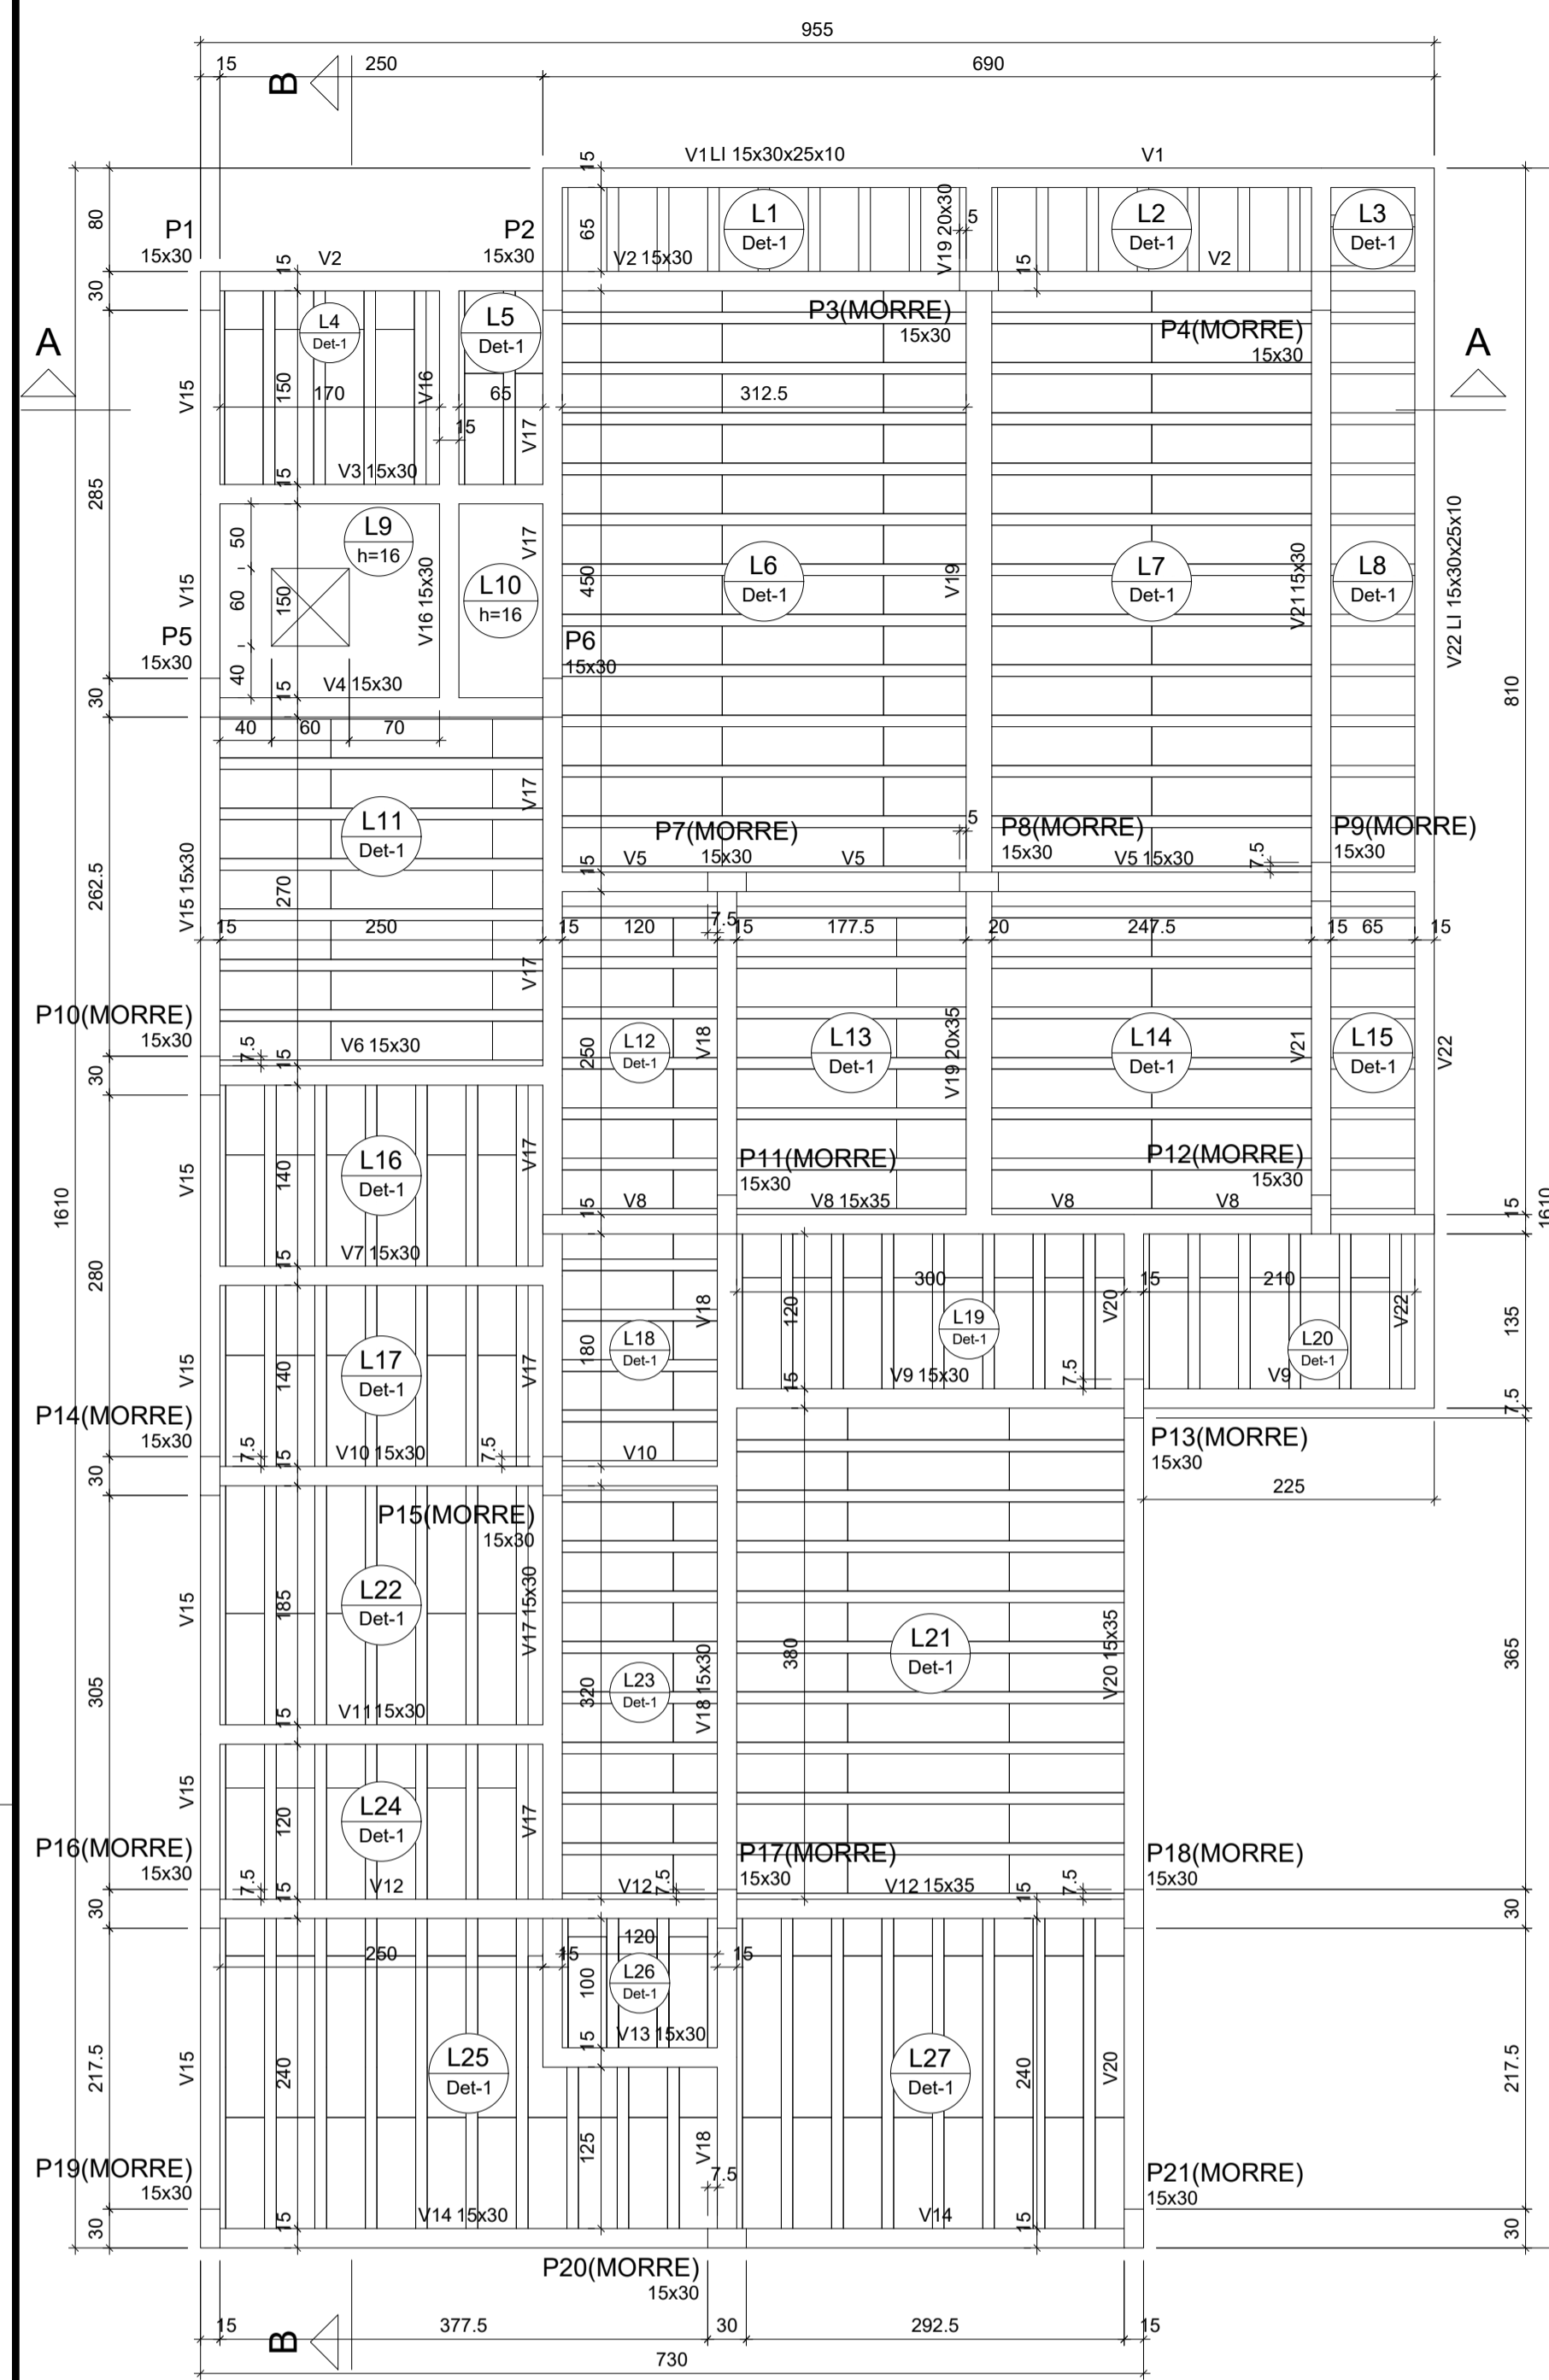 955
15
B
250
690
V1 LI 15x30x25x10
V1
15
80
P1
15x30
P2
15x30
65
L1
Det-1
V19 20x30
5
L2
Det-1
L3
Det-1
15
V2
V2 15x30
15
V2
30
A
L4
Det-1
L5
Det-1
P3(MORRE)
15x30
P4(MORRE)
15x30
A
V15
150
170
V16
65
15
V17
312.5
V3 15x30
15
285
50
L9
h=16
V17
V22 LI 15x30x25x10
V15
60
150
V16 15x30
L10
h=16
450
L6
Det-1
V19
L7
Det-1
V21 15x30
L8
Det-1
P5
15x30
P6
15x30
40
V4 15x30
15
30
810
40
60
70
V17
L11
Det-1
P7(MORRE)
15x30
5
P8(MORRE)
15x30
P9(MORRE)
15x30
15
V5
V5
V5 15x30
7.5
V15 15x30
262.5
270
15
250
15
120
7.5
15
177.5
20
247.5
15
65
15
V17
P10(MORRE)
15x30
7.5
V6 15x30
15
250
L12
Det-1
V18
L13
Det-1
V19 20x35
L14
Det-1
V21
L15
Det-1
V22
30
V15
140
L16
Det-1
V17
P11(MORRE)
15x30
P12(MORRE)
15x30
15
V8
V8 15x35
V8
V8
15
1610
1610
V7 15x30
15
280
300
15
210
V15
140
L17
Det-1
V17
180
L18
Det-1
V18
120
L19
Det-1
V20
L20
Det-1
V22
135
15
V9 15x30
7.5
V9
7.5
P14(MORRE)
15x30
7.5
V10 15x30
15
7.5
V10
P13(MORRE)
15x30
30
225
P15(MORRE)
15x30
V15
185
L22
Det-1
V17 15x30
305
V11 15x30
15
320
L23
Det-1
V18 15x30
380
L21
Det-1
V20 15x35
365
V15
120
L24
Det-1
V17
P16(MORRE)
15x30
7.5
15
V12
V12
7.5
P17(MORRE)
15x30
V12 15x35
15
7.5
P18(MORRE)
15x30
30
30
250
15
120
15
100
L26
Det-1
15
V13 15x30
217.5
V15
240
L25
Det-1
L27
Det-1
240
V20
217.5
125
V18
7.5
P19(MORRE)
15x30
P21(MORRE)
15x30
30
15
V14 15x30
V14
15
30
P20(MORRE)
15x30
15
B
377.5
30
292.5
15
730